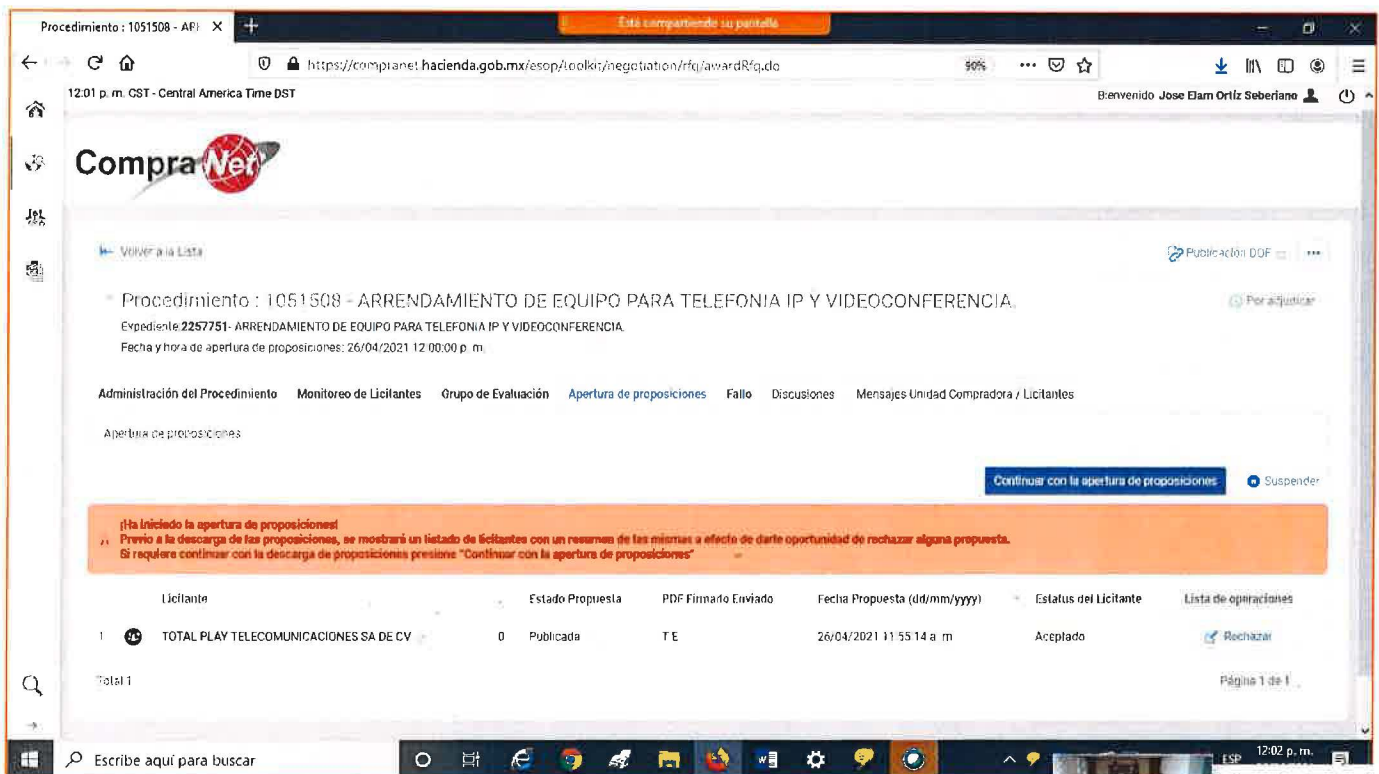 Procedimiento : 1051508 - ARI
Está compartiendo su pantalla
https://compranet.hacienda.gob.mx/esop/toolkit/negotiation/rfq/awardRfq.do
90%
12:01 p. m. CST - Central America Time DST
Bienvenido Jose Elam Ortíz Seberiano
CompraNet
Volver a la Lista
Publicación DOF
Procedimiento : 1051508 - ARRENDAMIENTO DE EQUIPO PARA TELEFONIA IP Y VIDEOCONFERENCIA.
Por adjudicar
Expediente:2257751- ARRENDAMIENTO DE EQUIPO PARA TELEFONIA IP Y VIDEOCONFERENCIA.
Fecha y hora de apertura de proposiciones: 26/04/2021 12:00:00 p. m.
Administración del Procedimiento Monitoreo de Licitantes Grupo de Evaluación Apertura de proposiciones Fallo Discusiones Mensajes Unidad Compradora / Licitantes
Apertura de proposiciones
Continuar con la apertura de proposiciones Suspender
¡Ha iniciado la apertura de proposiciones!
Previo a la descarga de las proposiciones, se mostrará un listado de licitantes con un resumen de las mismas a efecto de darte oportunidad de rechazar alguna propuesta.
Si requiere continuar con la descarga de proposiciones presione "Continuar con la apertura de proposiciones"
Licitante Estado Propuesta PDF Firmado Enviado Fecha Propuesta (dd/mm/yyyy) Estatus del Licitante Lista de operaciones
1 TOTAL PLAY TELECOMUNICACIONES SA DE CV 0 Publicada T E 26/04/2021 11:55:14 a. m. Aceptado Rechazar
Total 1
Página 1 de 1
Escribe aquí para buscar
ESP 12:02 p. m.